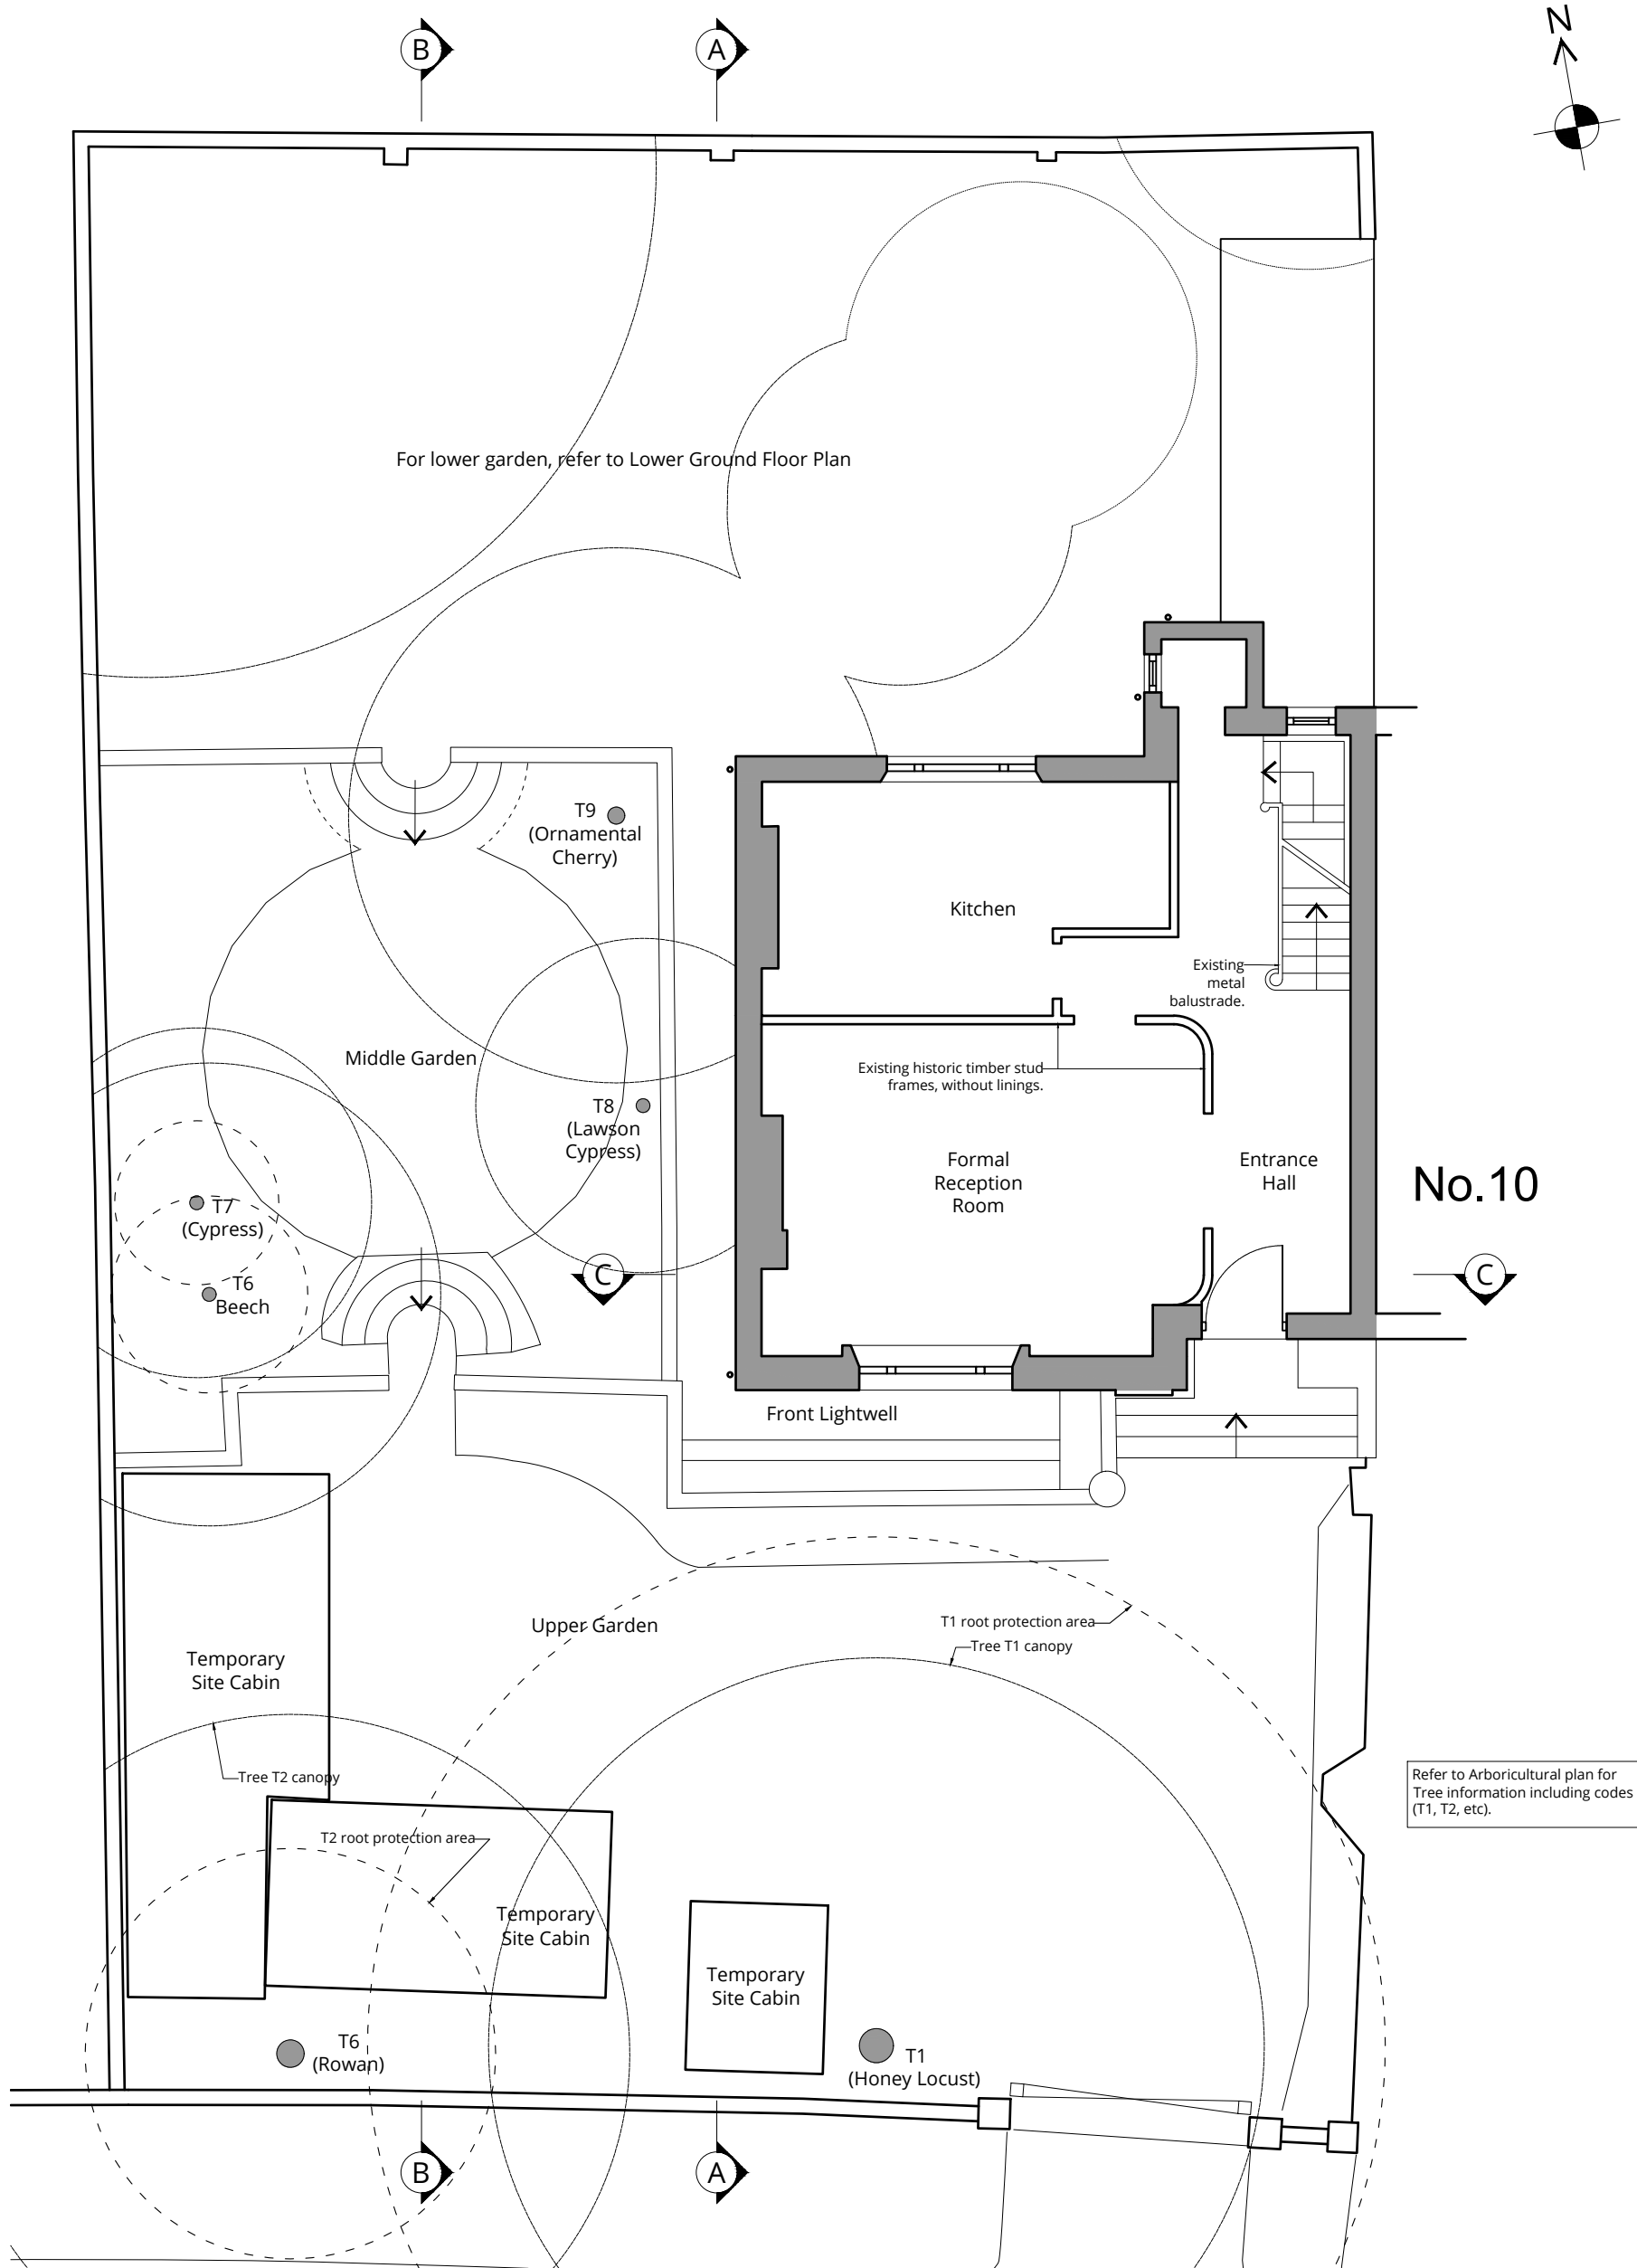 B
A
N
For lower garden, refer to Lower Ground Floor Plan
T9
(Ornamental
Cherry)
Kitchen
Existing
metal
balustrade.
Middle Garden
Existing historic timber stud
frames, without linings.
T8
(Lawson
Cypress)
Formal
Reception
Room
Entrance
Hall
No.10
T7
(Cypress)
T6
Beech
C
C
Front Lightwell
Upper Garden
T1 root protection area
Tree T1 canopy
Temporary
Site Cabin
Tree T2 canopy
Refer to Arboricultural plan for
Tree information including codes
(T1, T2, etc).
T2 root protection area
Temporary
Site Cabin
Temporary
Site Cabin
T6
(Rowan)
T1
(Honey Locust)
B
A